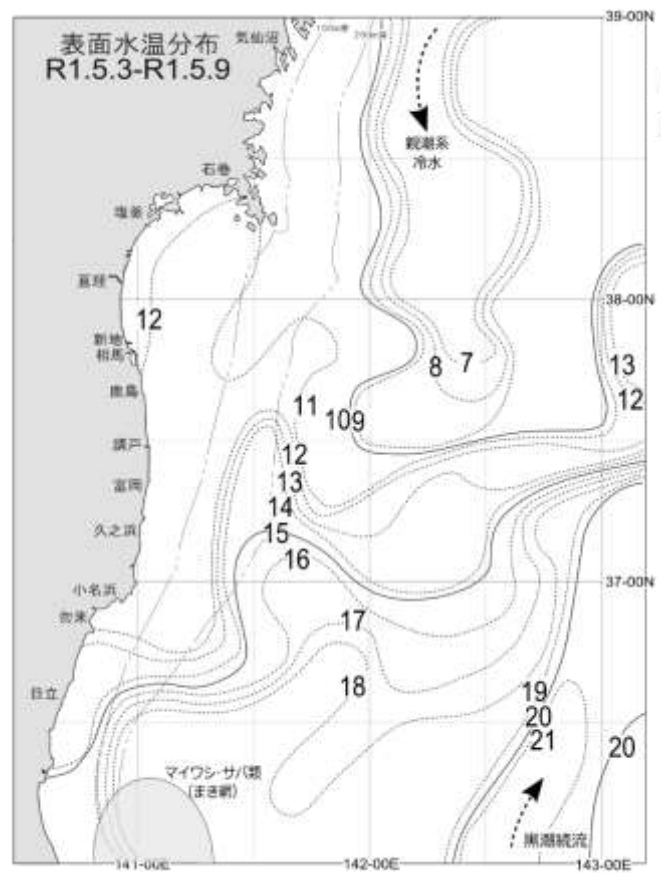 39-00N
表面水温分布
R1.5.3-R1.5.9
気仙沼
親潮系
冷水
石巻
塩釜
亘理
38-00N
12
新地
相馬
鹿島
8
7
13
12
11
10
9
請戸
12
富岡
13
14
久之浜
15
16
小名浜
37-00N
勿来
17
日立
18
19
20
21
20
マイワシ・サバ類
(まき網)
黒潮続流
141-00E
142-00E
143-00E